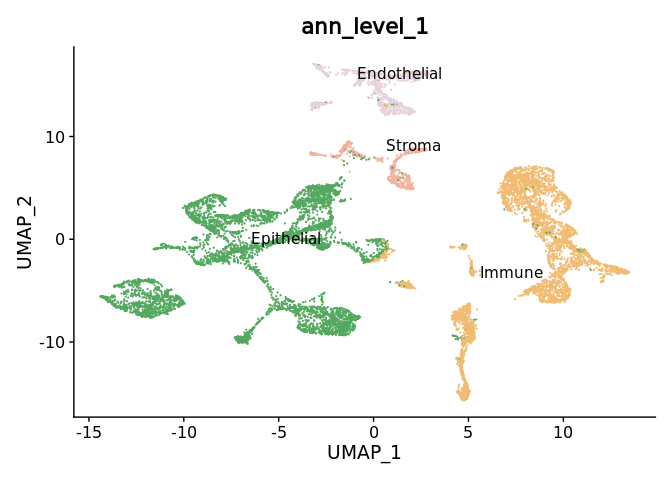 ann_level_1
Endothelial
Stroma
Epithelial
Immune
UMAP_2
10
0
-10
-15
-10
-5
0
5
10
UMAP_1